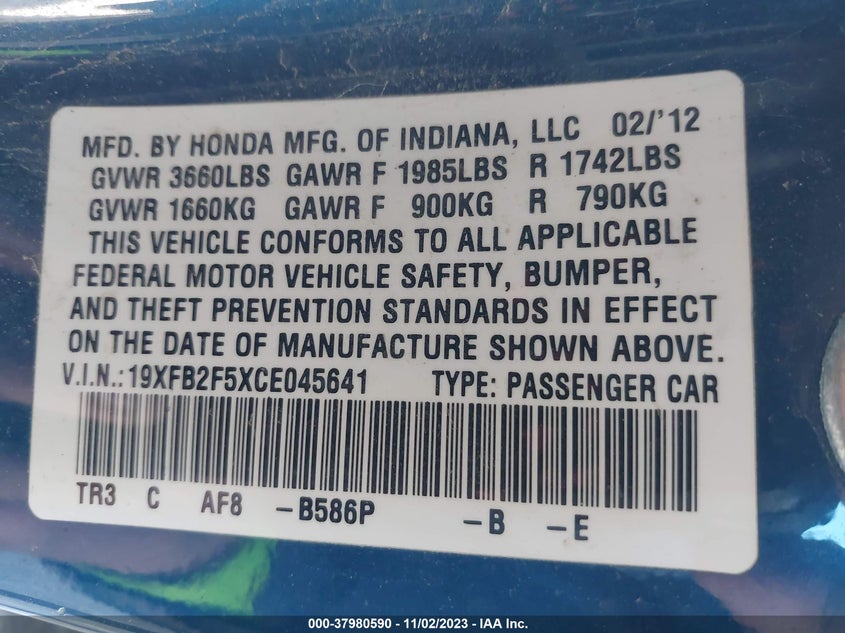 MFD. BY HONDA MFG. OF INDIANA, LLC 02/'12
GVWR 3660LBS GAWR F 1985LBS R 1742LBS
GVWR 1660KG GAWR F 900KG R 790KG
THIS VEHICLE CONFORMS TO ALL APPLICABLE
FEDERAL MOTOR VEHICLE SAFETY, BUMPER,
AND THEFT PREVENTION STANDARDS IN EFFECT
ON THE DATE OF MANUFACTURE SHOWN ABOVE.
V.I.N.:19XFB2F5XCE045641 TYPE: PASSENGER CAR
TR3 C AF8 -B586P -B -E
000-37980590 - 11/02/2023 - IAA Inc.